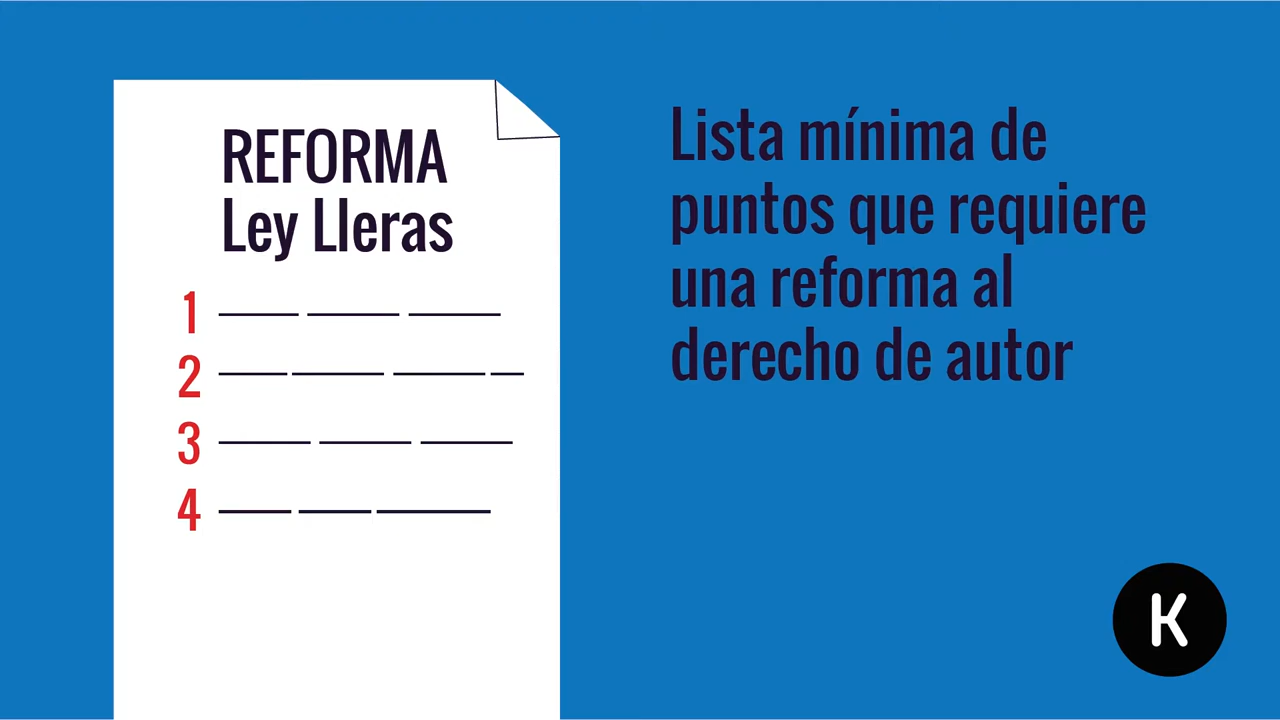 REFORMA
Ley Lleras
1
2
3
4
Lista mínima de
puntos que requiere
una reforma al
derecho de autor
K